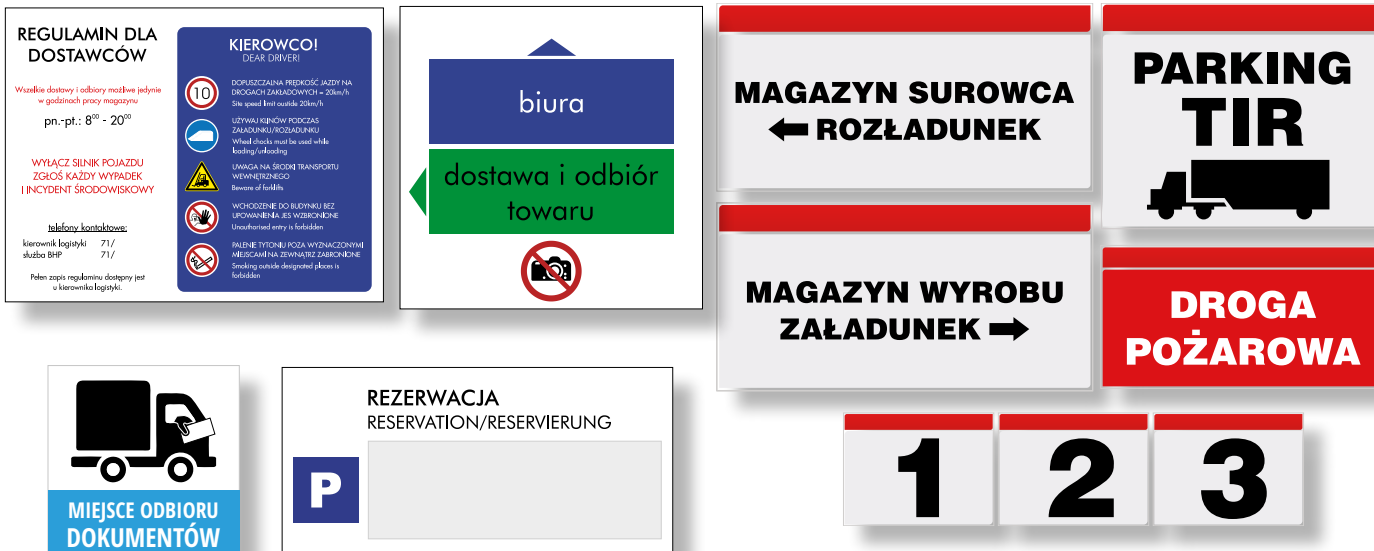 REGULAMIN DLA
DOSTAWCÓW
Wszelkie dostawy i odbiory możliwe jedynie
w godzinach pracy magazynu
pn.-pt.: 8⁰⁰ - 20⁰⁰
WYŁĄCZ SILNIK POJAZDU
ZGŁOŚ KAŻDY WYPADEK
I INCYDENT ŚRODOWISKOWY
telefony kontaktowe:
kierownik logistyki 71/
służba BHP 71/
Pełen zapis regulaminu dostępny jest
u kierownika logistyki.
KIEROWCO!
DEAR DRIVER!
10
DOPUSZCZALNA PRĘDKOŚĆ JAZDY NA
DROGACH ZAKŁADOWYCH = 20km/h
Site speed limit oustide 20km/h
UŻYWAJ KLINÓW PODCZAS
ZAŁADUNKU/ROZŁADUNKU
Wheel chocks must be used while
loading/unloading
UWAGA NA ŚRODKI TRANSPORTU
WEWNĘTRZNEGO
Beware of forklifts
WCHODZENIE DO BUDYNKU BEZ
UPOWANIENIA JES WZBRONIONE
Unauthorised entry is forbidden
PALENIE TYTONIU POZA WYZNACZONYMI
MIEJSCAMI NA ZEWNĄTRZ ZABRONIONE
Smoking outside designated places is
forbidden
biura
dostawa i odbiór
towaru
MAGAZYN SUROWCA
← ROZŁADUNEK
PARKING
TIR
MAGAZYN WYROBU
ZAŁADUNEK →
DROGA
POŻAROWA
MIEJSCE ODBIORU
DOKUMENTÓW
REZERWACJA
RESERVATION/RESERVIERUNG
P
1 2 3